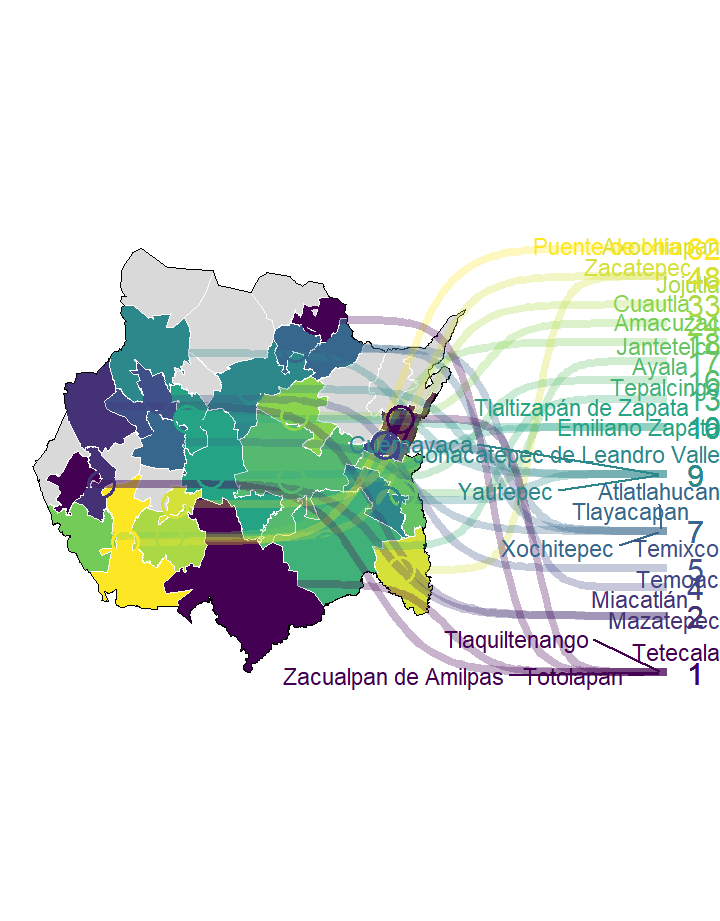 Puente de Ixtla
Axochiapan 62
Zacatepec 48
Jojutla
Cuautla 33
Amacuzac 24
Jantetelco 18
Ayala 17
Tepalcingo 16
Tlaltizapán de Zapata 13
Emiliano Zapata 10
Cuernavaca
Jonacatepec de Leandro Valle
9
Yautepec
Atlatlahucan
Tlayacapan
7
Xochitepec
Temixco
5
Temoac
4
Miacatlán
2
Mazatepec
Tlaquiltenango
Tetecala
Zacualpan de Amilpas
Totolapan
1